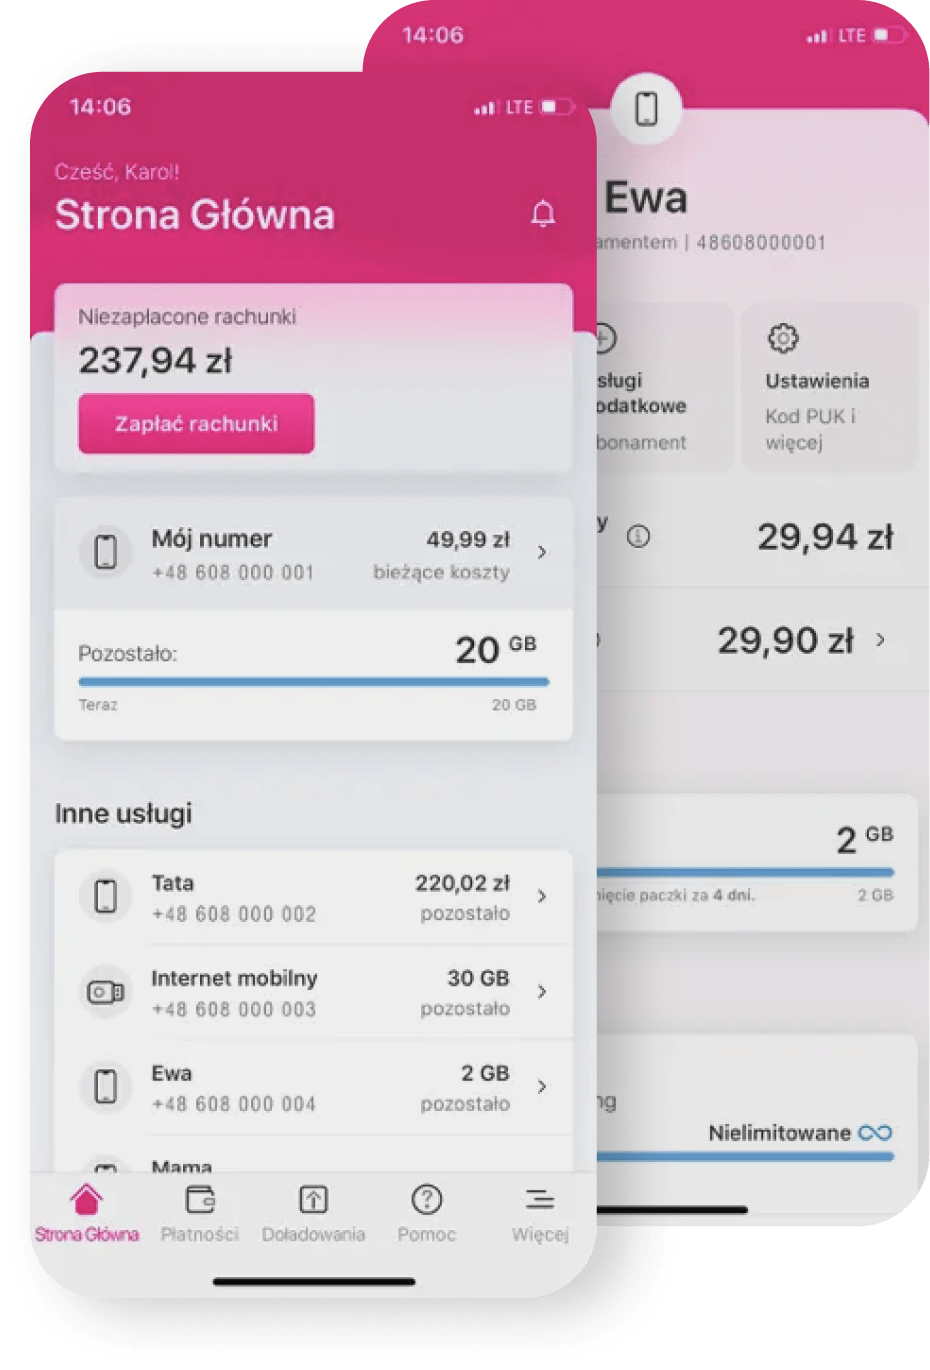 14:06
LTE
Cześć, Karol!
Strona Główna
Niezapłacone rachunki
237,94 zł
Zapłać rachunki
Mój numer
49,99 zł
+48 608 000 001
bieżące koszty
Pozostało:
20 GB
Teraz
20 GB
Inne usługi
Tata
220,02 zł
+48 608 000 002
pozostało
Internet mobilny
30 GB
+48 608 000 003
pozostało
Ewa
2 GB
+48 608 000 004
pozostało
Mama
Strona Główna
Płatności
Doładowania
Pomoc
Więcej
14:06
LTE
Ewa
amentem | 48608000001
sługi
odatkowe
bonament
Ustawienia
Kod PUK i
więcej
y
29,94 zł
29,90 zł
2 GB
nięcie paczki za 4 dni.
2 GB
ng
Nielimitowane